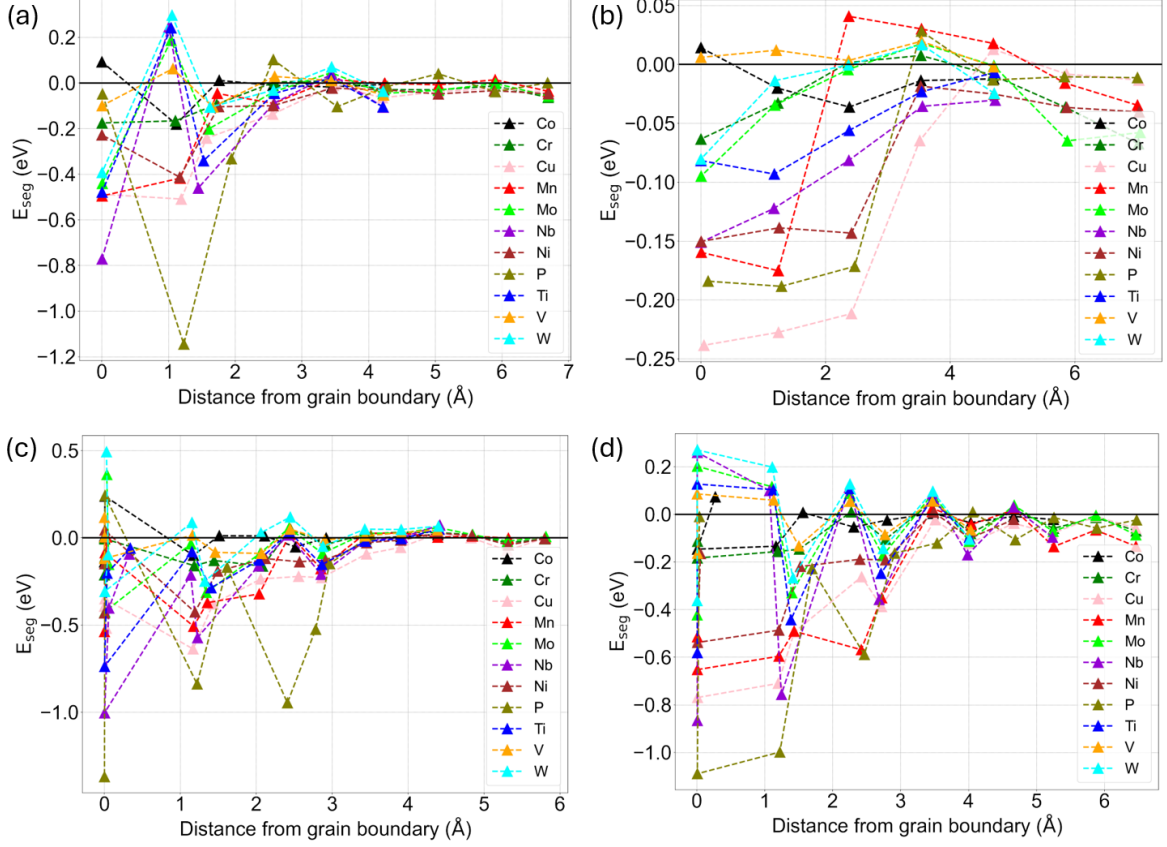 (a)
0.2
0.0
−0.2
−0.4
−0.6
−0.8
−1.0
−1.2
E_seg (eV)
0 1 2 3 4 5 6 7
Distance from grain boundary (Å)
Co
Cr
Cu
Mn
Mo
Nb
Ni
P
Ti
V
W
(b)
0.05
0.00
−0.05
−0.10
−0.15
−0.20
−0.25
E_seg (eV)
0 2 4 6
Distance from grain boundary (Å)
Co
Cr
Cu
Mn
Mo
Nb
Ni
P
Ti
V
W
(c)
0.5
0.0
−0.5
−1.0
E_seg (eV)
0 1 2 3 4 5 6
Distance from grain boundary (Å)
Co
Cr
Cu
Mn
Mo
Nb
Ni
P
Ti
V
W
(d)
0.2
0.0
−0.2
−0.4
−0.6
−0.8
−1.0
E_seg (eV)
0 1 2 3 4 5 6
Distance from grain boundary (Å)
Co
Cr
Cu
Mn
Mo
Nb
Ni
P
Ti
V
W